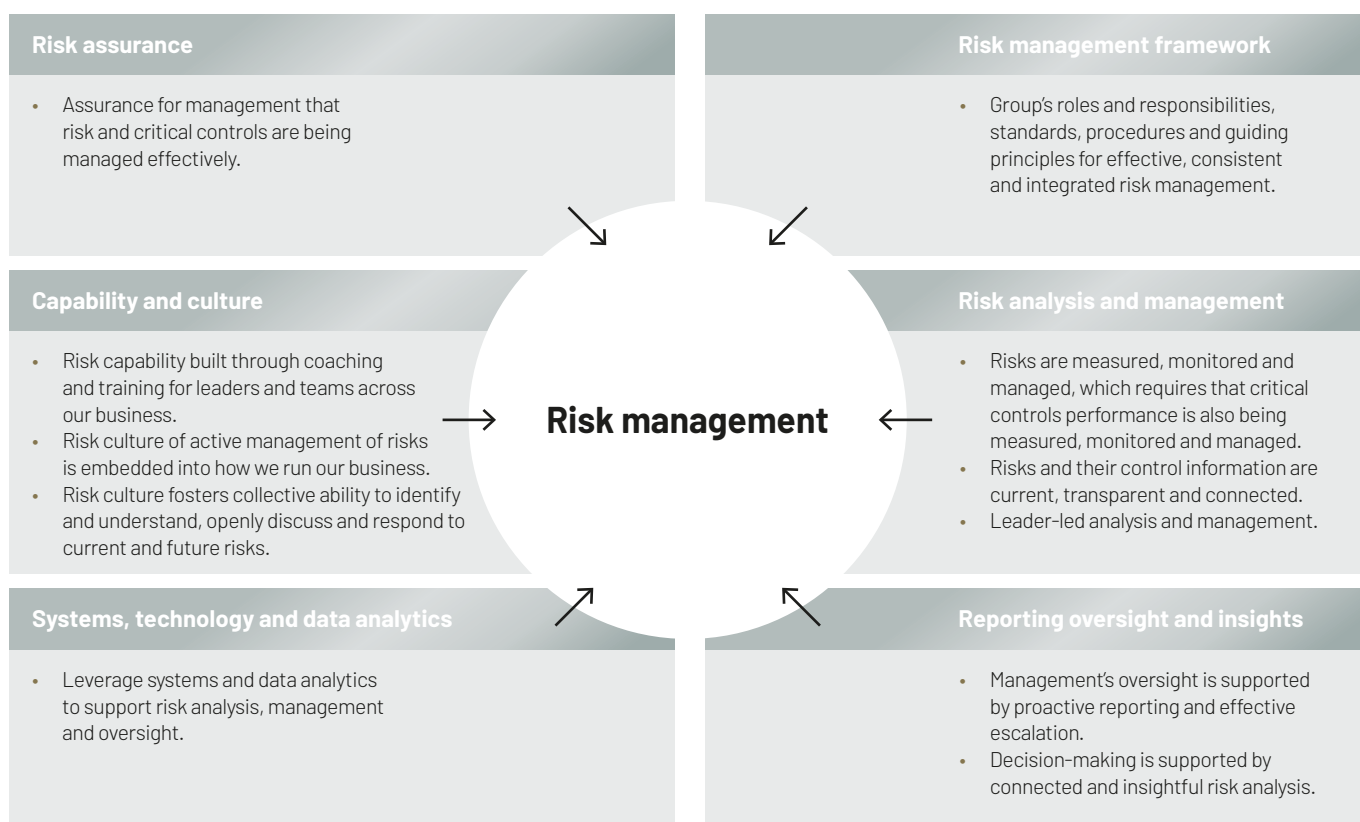 Risk assurance
• Assurance for management that
risk and critical controls are being
managed effectively.
Risk management framework
• Group’s roles and responsibilities,
standards, procedures and guiding
principles for effective, consistent
and integrated risk management.
Capability and culture
• Risk capability built through coaching
and training for leaders and teams across
our business.
• Risk culture of active management of risks
is embedded into how we run our business.
• Risk culture fosters collective ability to identify
and understand, openly discuss and respond to
current and future risks.
Risk management
Risk analysis and management
• Risks are measured, monitored and
managed, which requires that critical
controls performance is also being
measured, monitored and managed.
• Risks and their control information are
current, transparent and connected.
• Leader-led analysis and management.
Systems, technology and data analytics
• Leverage systems and data analytics
to support risk analysis, management
and oversight.
Reporting oversight and insights
• Management’s oversight is supported
by proactive reporting and effective
escalation.
• Decision-making is supported by
connected and insightful risk analysis.